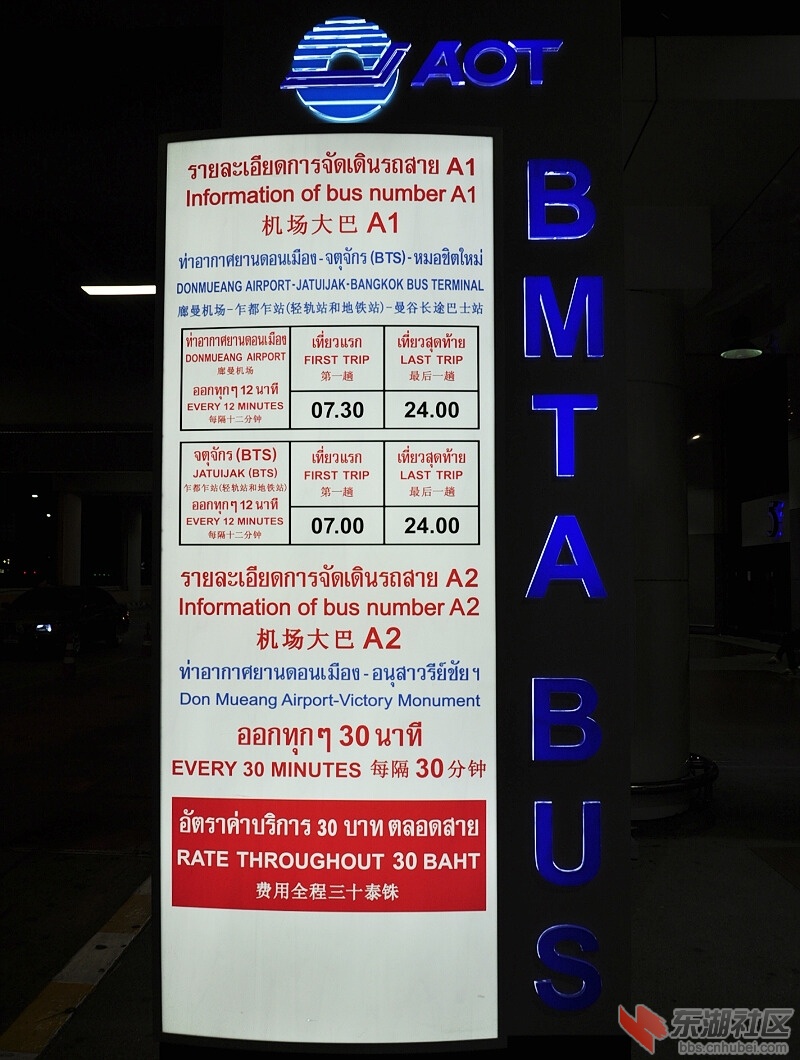 AOT
รายละเอียดการจัดเดินรถสาย A1
Information of bus number A1
机场大巴 A1
ท่าอากาศยานดอนเมือง-จตุจักร (BTS)-หมอชิตใหม่
DONMUEANG AIRPORT-JATUIJAK-BANGKOK BUS TERMINAL
廊曼机场-乍都乍站(轻轨站和地铁站)-曼谷长途巴士站
ท่าอากาศยานดอนเมือง
DONMUEANG AIRPORT
廊曼机场
ออกทุกๆ 12 นาที
EVERY 12 MINUTES
每隔十二分钟
เที่ยวแรก
FIRST TRIP
第一趟
07.30
เที่ยวสุดท้าย
LAST TRIP
最后一趟
24.00
จตุจักร (BTS)
JATUIJAK (BTS)
乍都乍站(轻轨站和地铁站)
ออกทุกๆ 12 นาที
EVERY 12 MINUTES
每隔十二分钟
เที่ยวแรก
FIRST TRIP
第一趟
07.00
เที่ยวสุดท้าย
LAST TRIP
最后一趟
24.00
รายละเอียดการจัดเดินรถสาย A2
Information of bus number A2
机场大巴 A2
ท่าอากาศยานดอนเมือง - อนุสาวรีย์ชัยฯ
Don Mueang Airport-Victory Monument
ออกทุกๆ 30 นาที
EVERY 30 MINUTES 每隔 30 分钟
อัตราค่าบริการ 30 บาท ตลอดสาย
RATE THROUGHOUT 30 BAHT
费用全程三十泰铢
BMTA BUS
东湖社区
bbs.cnhubei.com